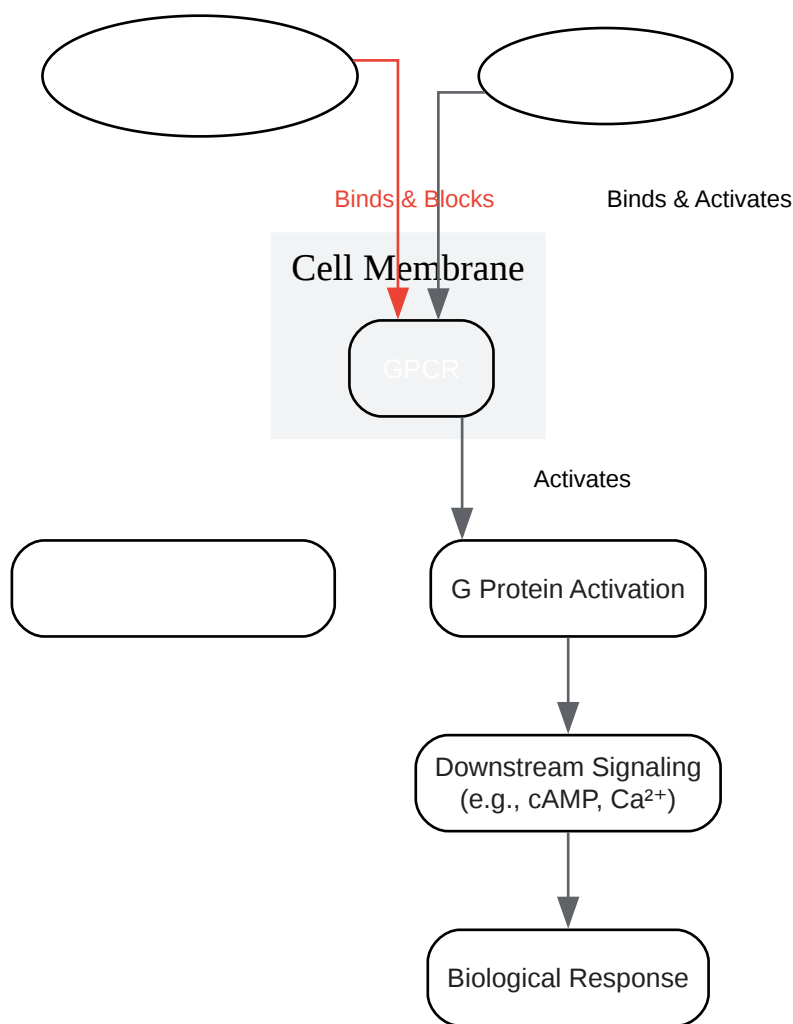 Binds & Blocks
Binds & Activates
Cell Membrane
GPCR
Activates
G Protein Activation
Downstream Signaling
(e.g., cAMP, Ca²⁺)
Biological Response